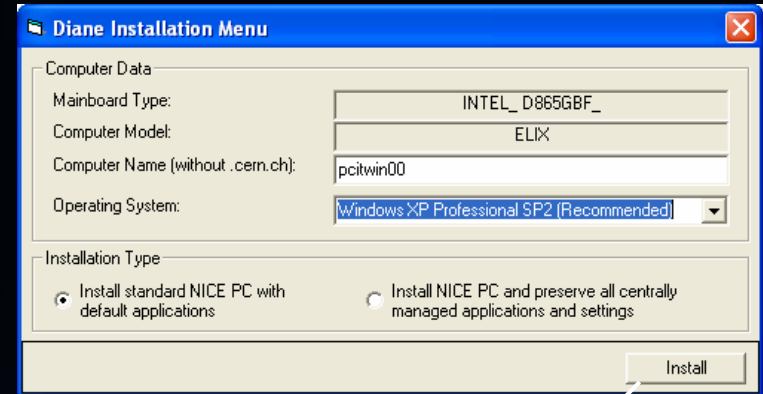 Diane Installation Menu
Computer Data
Mainboard Type: INTEL_ D865GBF_
Computer Model: ELIX
Computer Name (without .cern.ch): pcitwin00
Operating System: Windows XP Professional SP2 (Recommended)
Installation Type
Install standard NICE PC with
default applications
Install NICE PC and preserve all centrally
managed applications and settings
Install